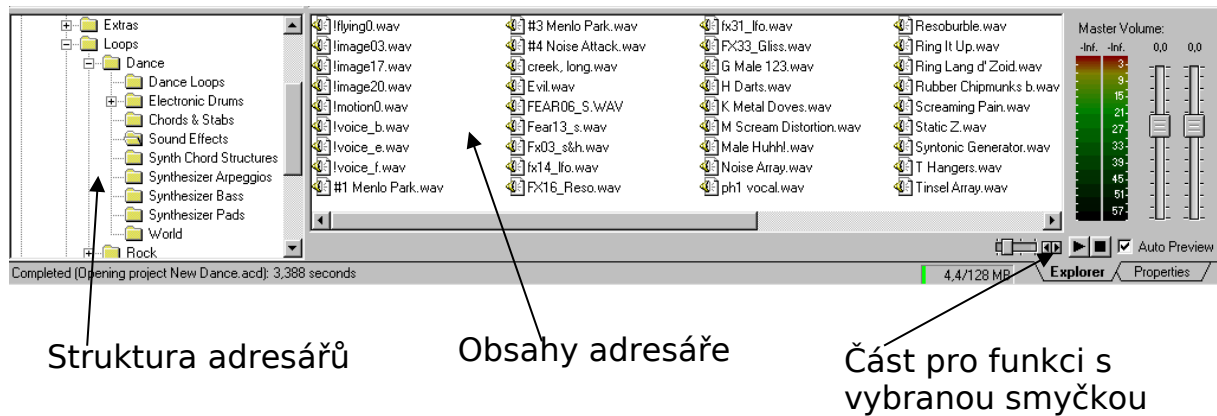 Extras
Loops
Dance
Dance Loops
Electronic Drums
Chords & Stabs
Sound Effects
Synth Chord Structures
Synthesizer Arpeggios
Synthesizer Bass
Synthesizer Pads
World
Rock
!flying0.wav
!image03.wav
!image17.wav
!image20.wav
!motion0.wav
!voice_b.wav
!voice_e.wav
!voice_f.wav
#1 Menlo Park.wav
#3 Menlo Park.wav
#4 Noise Attack.wav
creek, long.wav
Evil.wav
FEAR06_S.WAV
Fear13_s.wav
Fx03_s&h.wav
fx14_lfo.wav
FX16_Reso.wav
fx31_lfo.wav
FX33_Gliss.wav
G Male 123.wav
H Darts.wav
K Metal Doves.wav
M Scream Distortion.wav
Male Huhh!.wav
Noise Array.wav
ph1 vocal.wav
Resoburble.wav
Ring It Up.wav
Ring Lang d' Zoid.wav
Rubber Chipmunks b.wav
Screaming Pain.wav
Static Z.wav
Syntonic Generator.wav
T Hangers.wav
Tinsel Array.wav
Master Volume:
-Inf. -Inf. 0,0 0,0
3
9
15
21
27
33
39
45
51
57
Auto Preview
Completed (Opening project New Dance.acd): 3,388 seconds
4,4/128 MB
Explorer
Properties
Struktura adresářů
Obsahy adresáře
Část pro funkci s
vybranou smyčkou